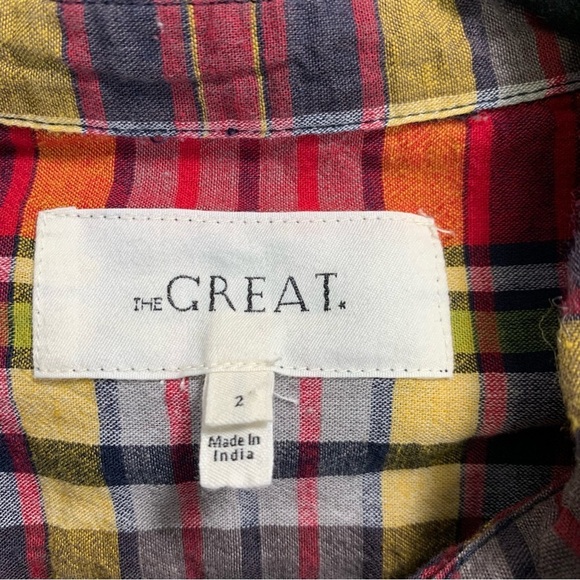 THE GREAT.
2
Made In
India